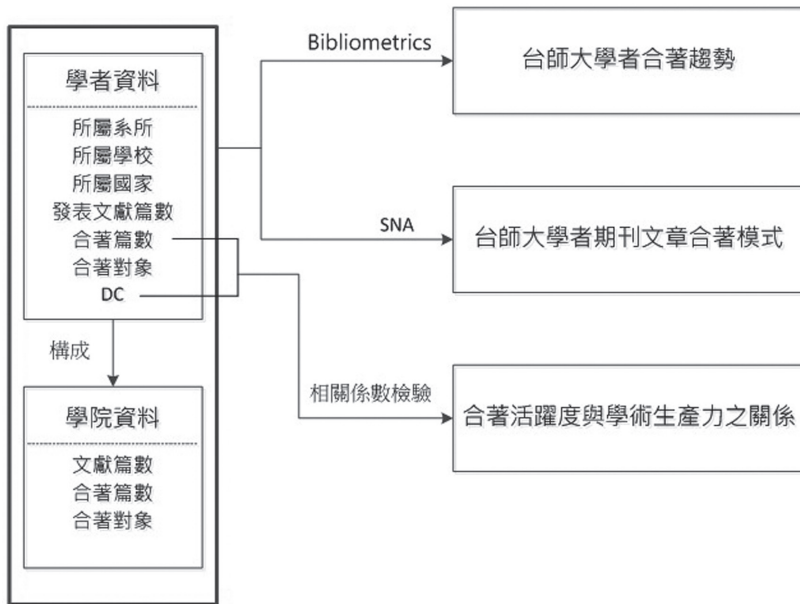 學者資料
所屬系所
所屬學校
所屬國家
發表文獻篇數
合著篇數
合著對象
DC
構成
學院資料
文獻篇數
合著篇數
合著對象
Bibliometrics
台師大學者合著趨勢
SNA
台師大學者期刊文章合著模式
相關係數檢驗
合著活躍度與學術生產力之關係